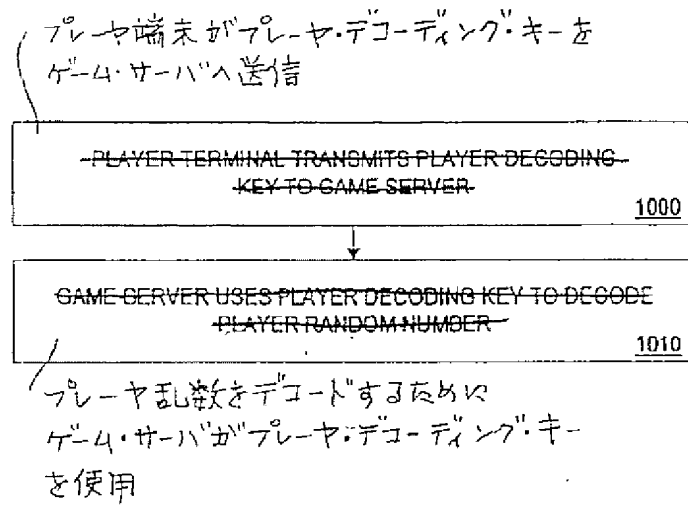 プレーヤ端末がプレーヤ・デコーディング・キーを
ゲーム・サーバへ送信
PLAYER TERMINAL TRANSMITS PLAYER DECODING
KEY TO GAME SERVER
1000
GAME SERVER USES PLAYER DECODING KEY TO DECODE
PLAYER RANDOM NUMBER
1010
プレーヤ乱数をデコードするために
ゲーム・サーバがプレーヤ・デコーディング・キー
を使用